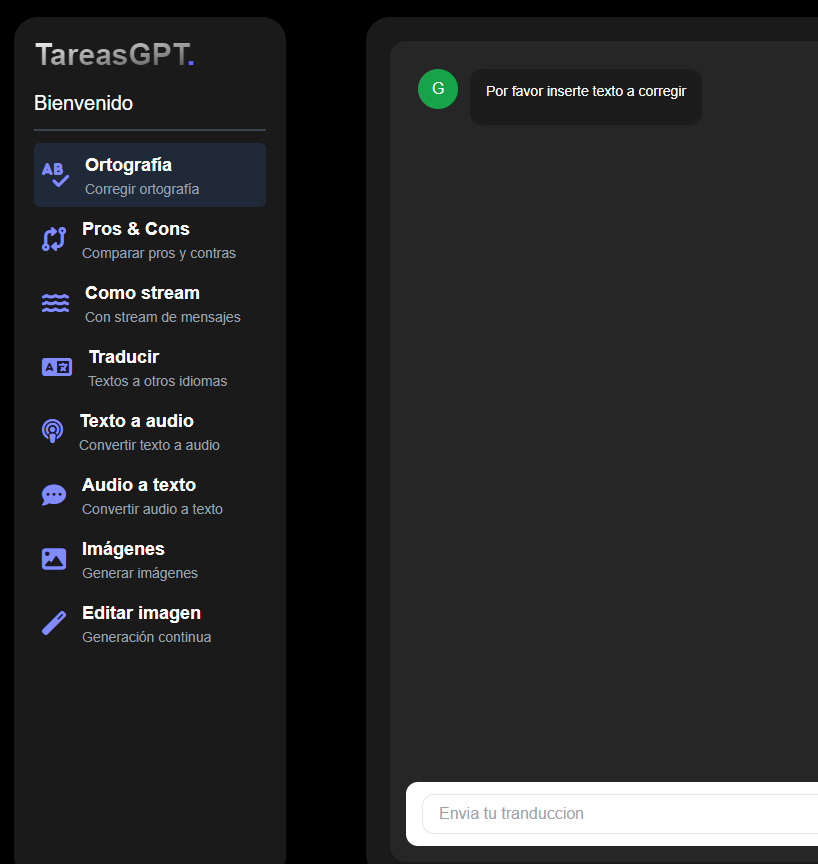 TareasGPT.
Bienvenido
Ortografía
Corregir ortografía
Pros & Cons
Comparar pros y contras
Como stream
Con stream de mensajes
Traducir
Textos a otros idiomas
Texto a audio
Convertir texto a audio
Audio a texto
Convertir audio a texto
Imágenes
Generar imágenes
Editar imagen
Generación continua
G
Por favor inserte texto a corregir
Envia tu tranduccion